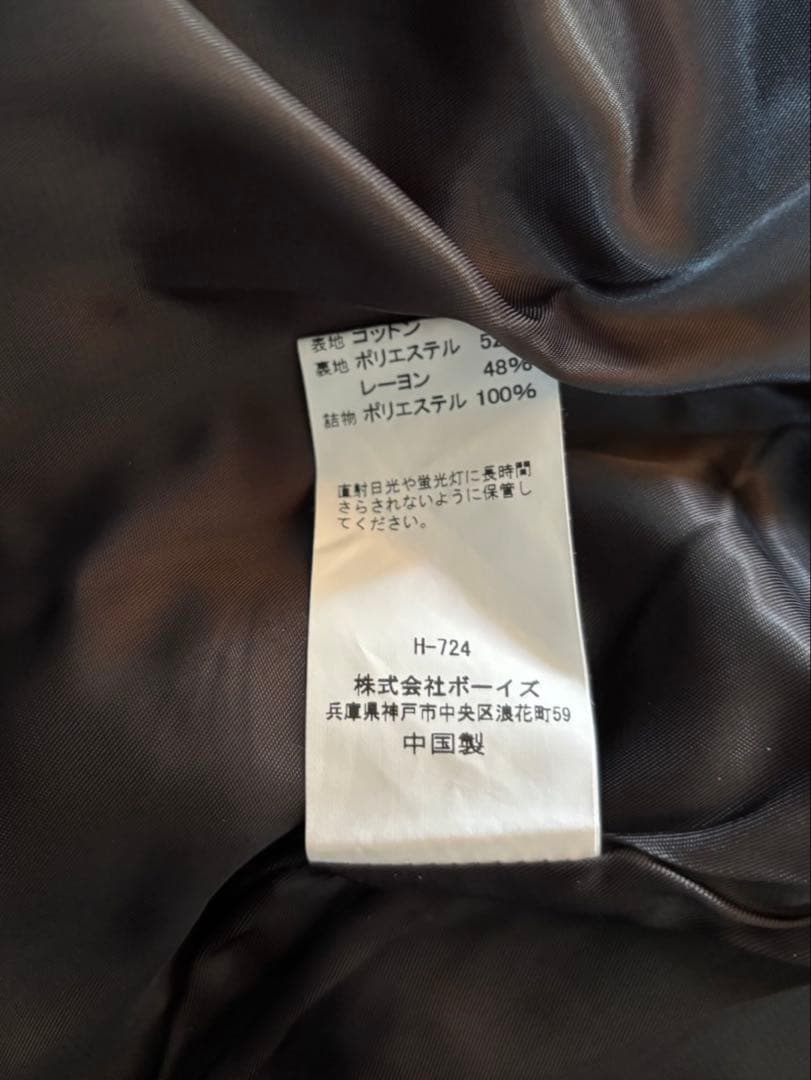 表地 コットン
裏地 ポリエステル
レーヨン 48%
詰物 ポリエステル 100%
直射日光や蛍光灯に長時間
さらされないように保管し
てください。
H-724
株式会社ボーイズ
兵庫県神戸市中央区浪花町59
中国製